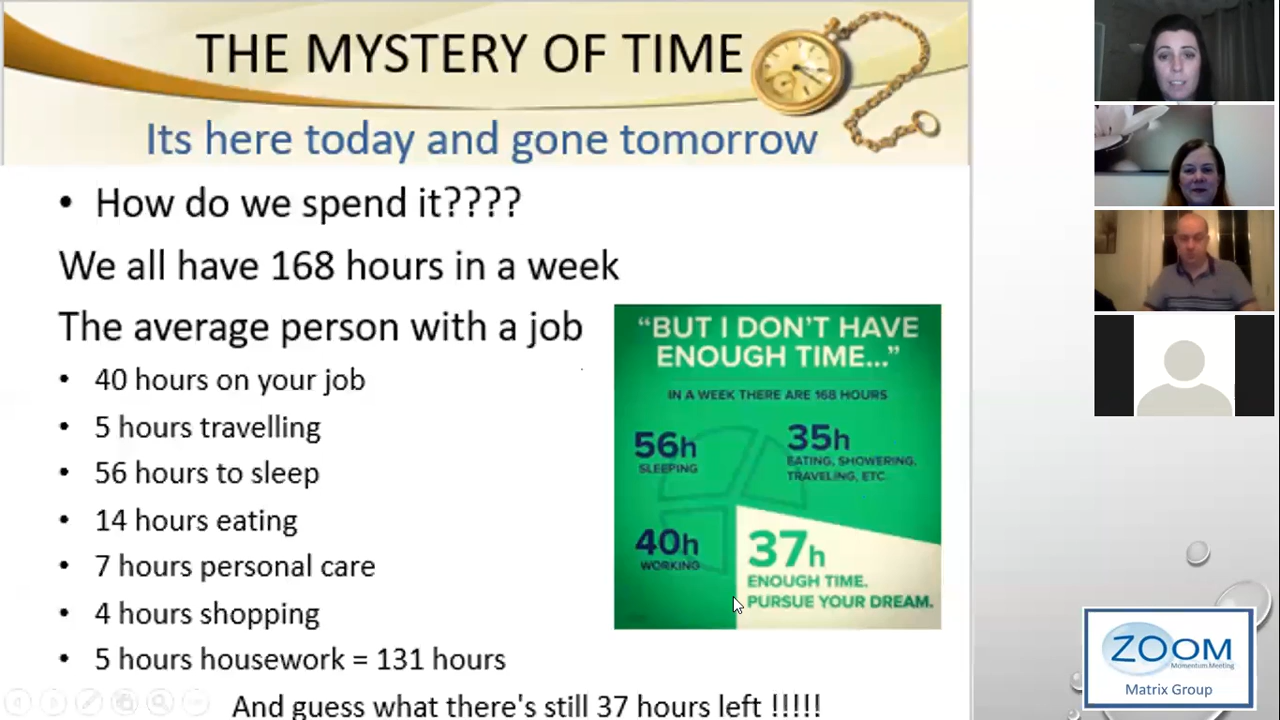 THE MYSTERY OF TIME
Its here today and gone tomorrow
• How do we spend it????
We all have 168 hours in a week
The average person with a job
• 40 hours on your job
• 5 hours travelling
• 56 hours to sleep
• 14 hours eating
• 7 hours personal care
• 4 hours shopping
• 5 hours housework = 131 hours
And guess what there's still 37 hours left !!!!!
"BUT I DON'T HAVE
ENOUGH TIME..."
IN A WEEK THERE ARE 168 HOURS
56h
SLEEPING
35h
EATING, SHOWERING,
TRAVELING, ETC
40h
WORKING
37h
ENOUGH TIME.
PURSUE YOUR DREAM.
ZOOM
Momentum Meeting
Matrix Group